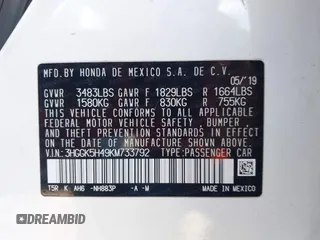 MFD.BY HONDA DE MEXICO S.A. DE C.V.
05/'19
GVWR 3483LBS GAWR F 1829LBS GAWR R 1664LBS
GVWR 1580KG GAWR F 830KG GAWR R 755KG
THIS VEHICLE CONFORMS TO ALL APPLICABLE
FEDERAL MOTOR VEHICLE SAFETY, BUMPER,
AND THEFT PREVENTION STANDARDS IN EFFECT
ON THE DATE OF MANUFACTURE SHOWN ABOVE.
V.I.N: 3HGGK5H49KM733792 TYPE: PASSENGER CAR
T5R K AH6 -NH883P -A -M
MADE IN MEXICO
DREAMBID